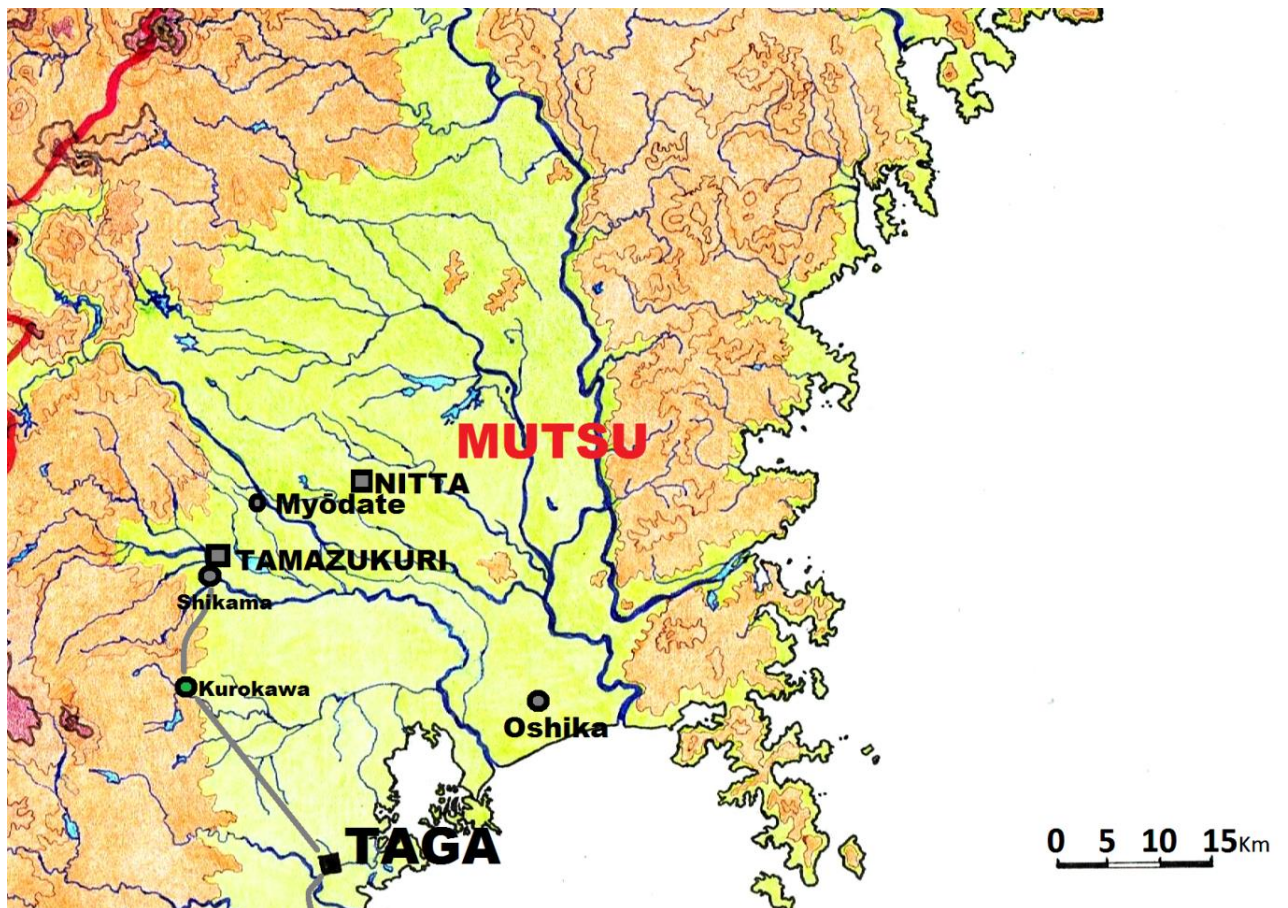 MUTSU
NITTA
Myōdate
TAMAZUKURI
Shikama
Kurokawa
Oshika
TAGA
0 5 10 15Km